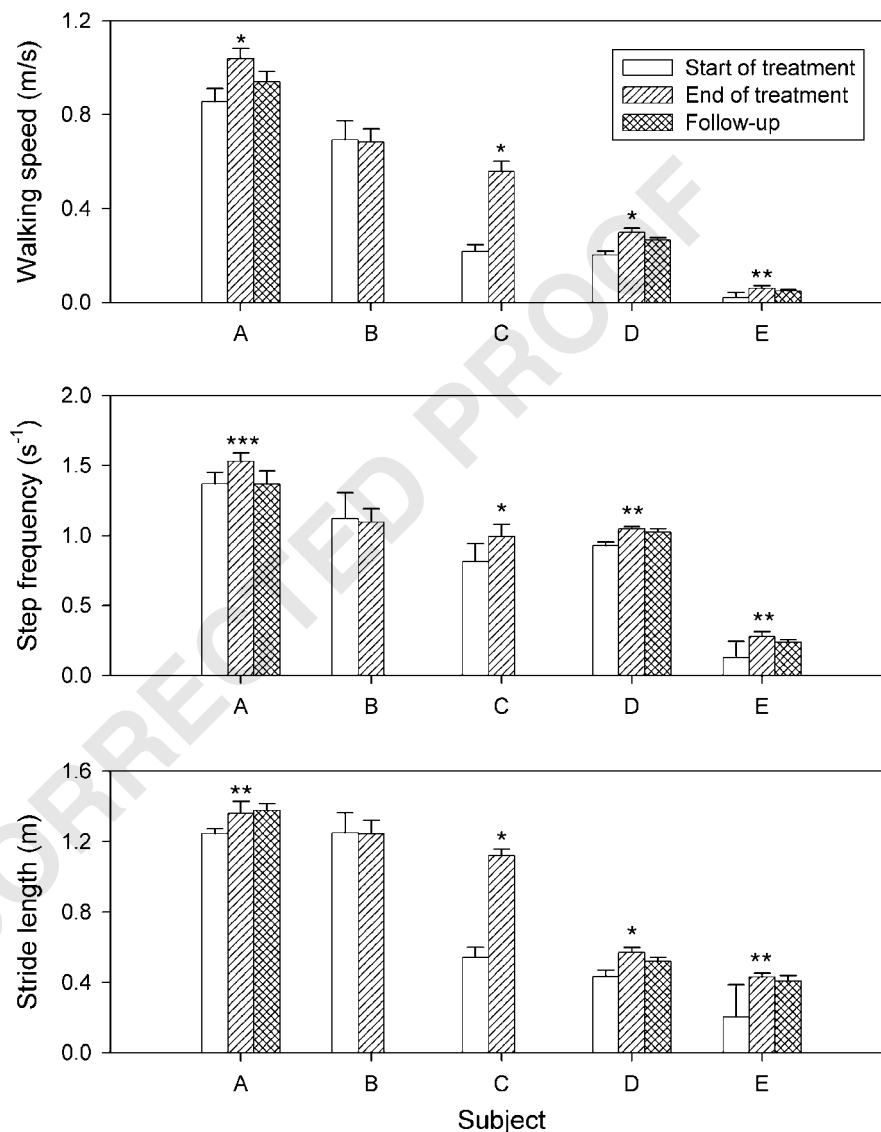 Walking speed (m/s)
1.2
0.8
0.4
0.0
* * * **
Start of treatment
End of treatment
Follow-up
A B C D E
Step frequency (s⁻¹)
2.0
1.5
1.0
0.5
0.0
*** * ** **
A B C D E
Stride length (m)
1.6
1.2
0.8
0.4
0.0
** * * **
A B C D E
Subject
ORRECTED PROOF